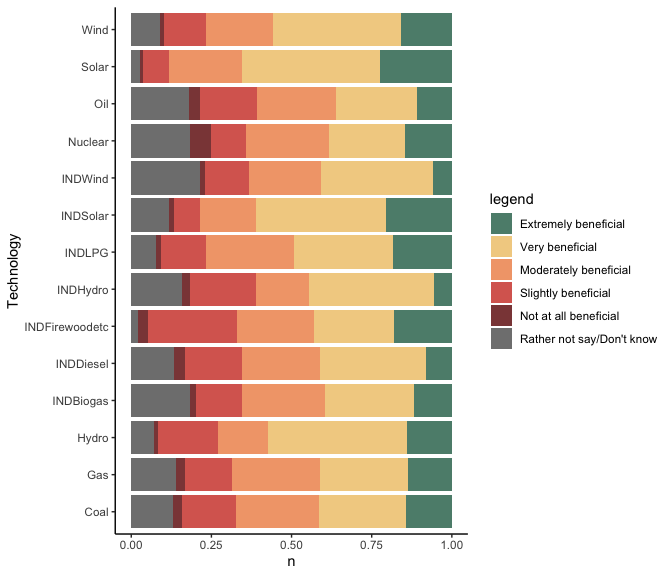 Technology
Wind
Solar
Oil
Nuclear
INDWind
INDSolar
INDLPG
INDHydro
INDFirewoodetc
INDDiesel
INDBiogas
Hydro
Gas
Coal
0.00 0.25 0.50 0.75 1.00
n
legend
Extremely beneficial
Very beneficial
Moderately beneficial
Slightly beneficial
Not at all beneficial
Rather not say/Don't know